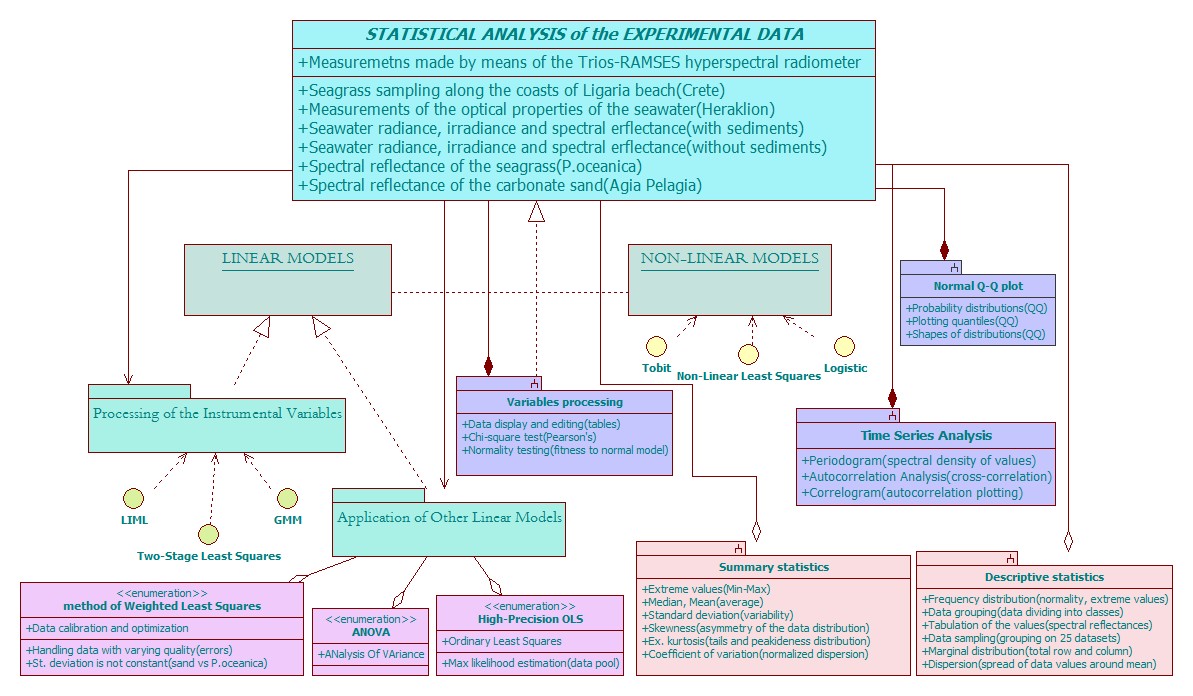 STATISTICAL ANALYSIS of the EXPERIMENTAL DATA
+Measuremetns made by means of the Trios-RAMSES hyperspectral radiometer
+Seagrass sampling along the coasts of Ligaria beach(Crete)
+Measurements of the optical properties of the seawater(Heraklion)
+Seawater radiance, irradiance and spectral erflectance(with sediments)
+Seawater radiance, irradiance and spectral erflectance(without sediments)
+Spectral reflectance of the seagrass(P.oceanica)
+Spectral reflectance of the carbonate sand(Agia Pelagia)
LINEAR MODELS
NON-LINEAR MODELS
Normal Q-Q plot
+Probability distributions(QQ)
+Plotting quantiles(QQ)
+Shapes of distributions(QQ)
Tobit
Non-Linear Least Squares
Logistic
Processing of the Instrumental Variables
Variables processing
+Data display and editing(tables)
+Chi-square test(Pearson's)
+Normality testing(fitness to normal model)
Time Series Analysis
+Periodogram(spectral density of values)
+Autocorrelation Analysis(cross-correlation)
+Correlogram(autocorrelation plotting)
LIML
Two-Stage Least Squares
GMM
Application of Other Linear Models
<<enumeration>>
method of Weighted Least Squares
+Data calibration and optimization
+Handling data with varying quality(errors)
+St. deviation is not constant(sand vs P.oceanica)
<<enumeration>>
ANOVA
+ANalysis Of VAriance
<<enumeration>>
High-Precision OLS
+Ordinary Least Squares
+Max likelihood estimation(data pool)
Summary statistics
+Extreme values(Min-Max)
+Median, Mean(average)
+Standard deviation(variability)
+Skewness(asymmetry of the data distribution)
+Ex. kurtosis(tails and peakideness distribution)
+Coefficient of variation(normalized dispersion)
Descriptive statistics
+Frequency distribution(normality, extreme values)
+Data grouping(data dividing into classes)
+Tabulation of the values(spectral reflectances)
+Data sampling(grouping on 25 datasets)
+Marginal distribution(total row and column)
+Dispersion(spread of data values around mean)